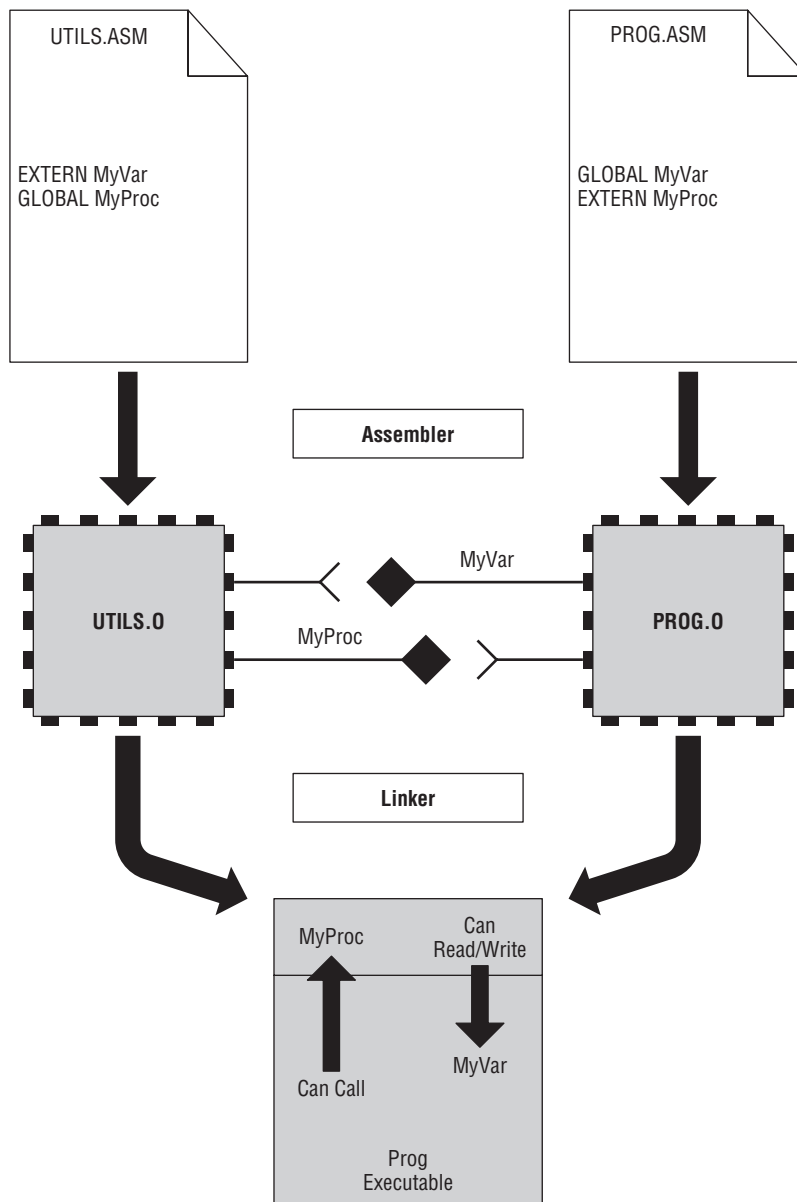 UTILS.ASM
EXTERN MyVar
GLOBAL MyProc
PROG.ASM
GLOBAL MyVar
EXTERN MyProc
Assembler
UTILS.O
MyVar
MyProc
PROG.O
Linker
MyProc
Can
Read/Write
Can Call
MyVar
Prog
Executable